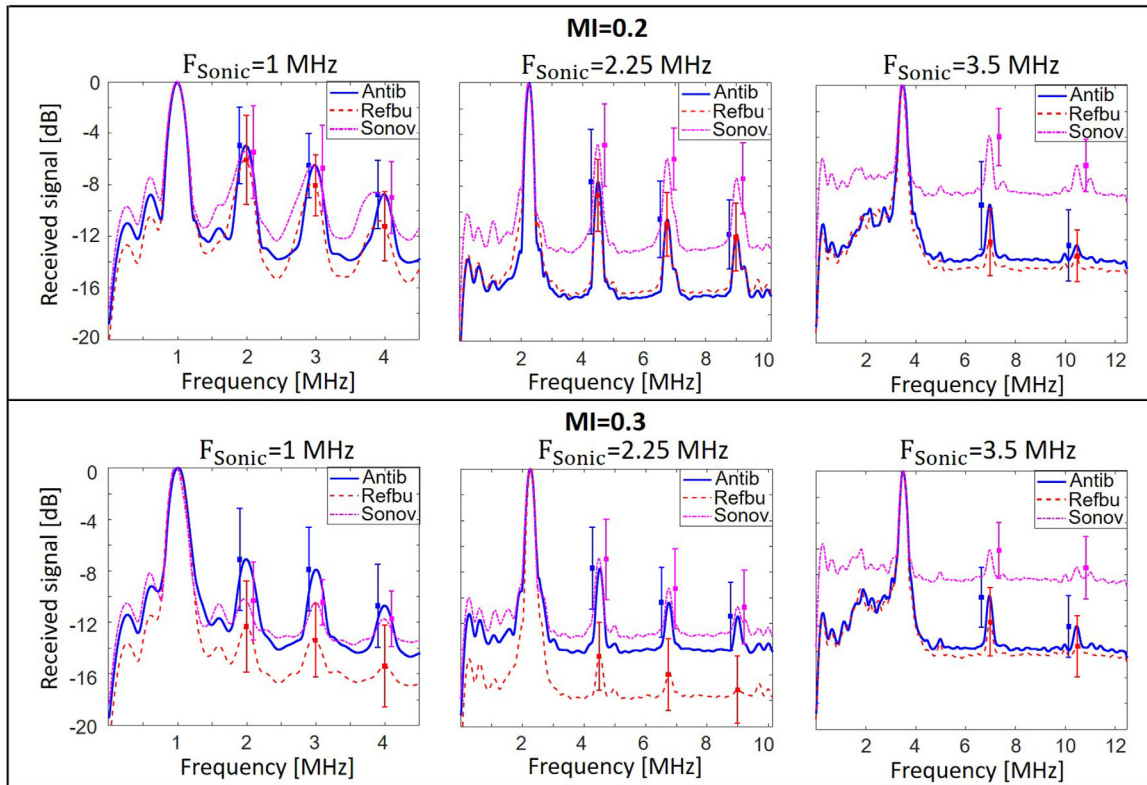 MI=0.2
F_Sonic=1 MHz
F_Sonic=2.25 MHz
F_Sonic=3.5 MHz
Received signal [dB]
0
-4
-8
-12
-16
-20
Antib
Refbu
Sonov
Antib
Refbu
Sonov
Antib
Refbu
Sonov
1 2 3 4
2 4 6 8 10
2 4 6 8 10 12
Frequency [MHz]
Frequency [MHz]
Frequency [MHz]
MI=0.3
F_Sonic=1 MHz
F_Sonic=2.25 MHz
F_Sonic=3.5 MHz
Received signal [dB]
0
-4
-8
-12
-16
-20
Antib
Refbu
Sonov
Antib
Refbu
Sonov
Antib
Refbu
Sonov
1 2 3 4
2 4 6 8 10
2 4 6 8 10 12
Frequency [MHz]
Frequency [MHz]
Frequency [MHz]